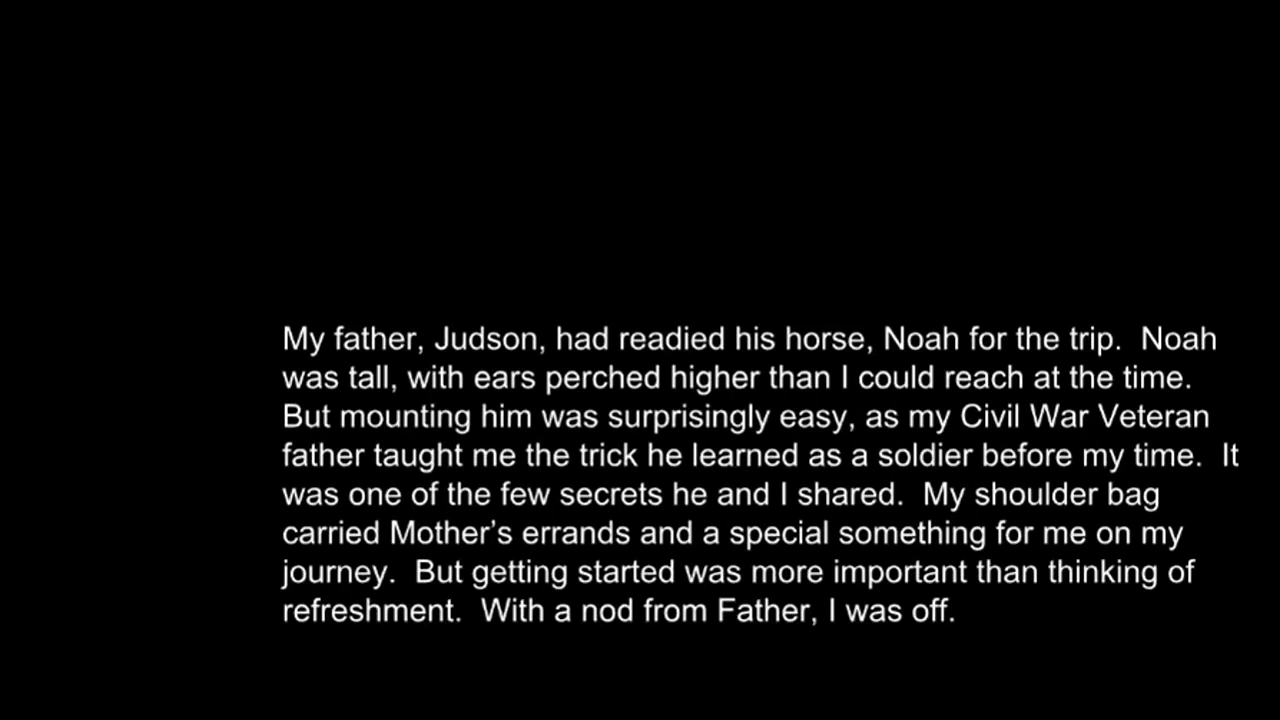 My father, Judson, had readied his horse, Noah for the trip.  Noah
was tall, with ears perched higher than I could reach at the time.
But mounting him was surprisingly easy, as my Civil War Veteran
father taught me the trick he learned as a soldier before my time.  It
was one of the few secrets he and I shared.  My shoulder bag
carried Mother’s errands and a special something for me on my
journey.  But getting started was more important than thinking of
refreshment.  With a nod from Father, I was off.